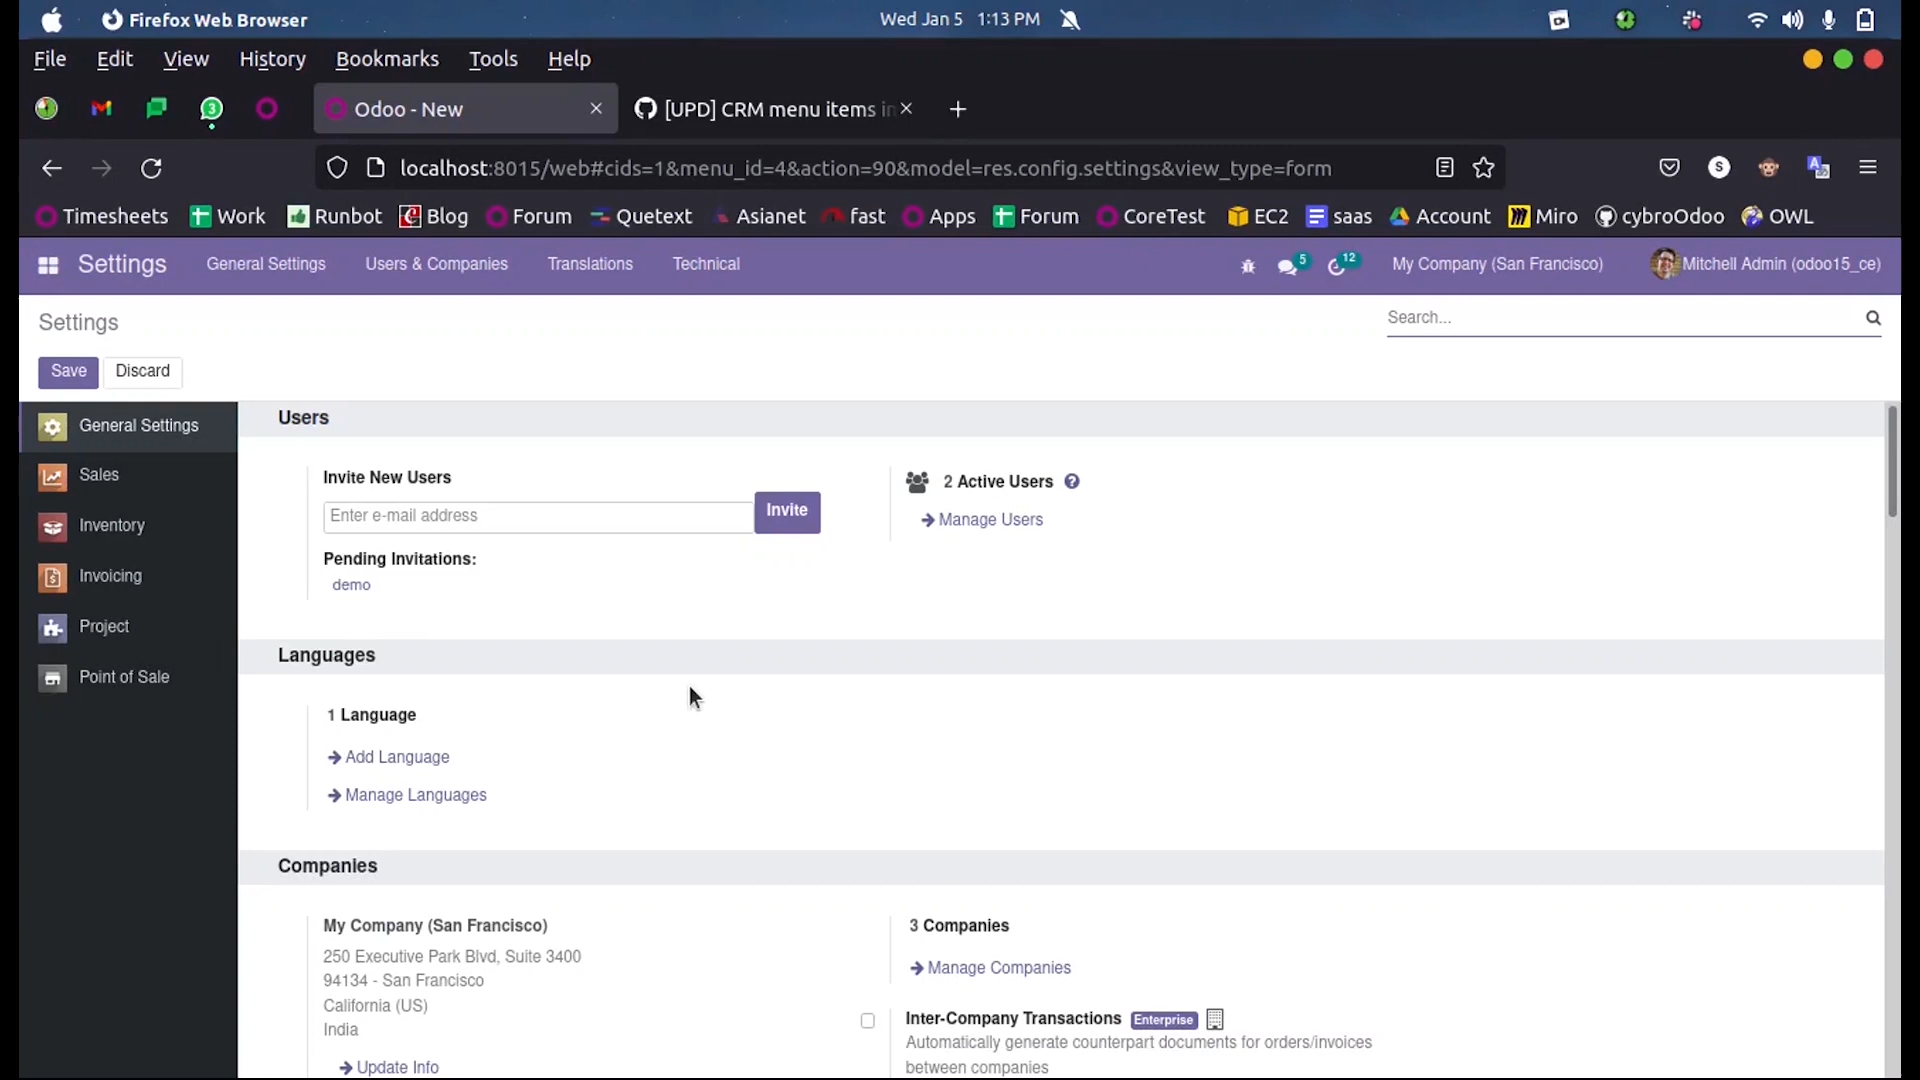 Firefox Web Browser
Wed Jan 5 1:13 PM
File Edit View History Bookmarks Tools Help
3
Odoo - New
[UPD] CRM menu items in
localhost:8015/web#cids=1&menu_id=4&action=90&model=res.config.settings&view_type=form
S
A
Timesheets Work Runbot Blog Forum Quetext Asianet fast Apps Forum CoreTest EC2 saas Account Miro cybroOdoo OWL
Settings General Settings Users & Companies Translations Technical
5 12 My Company (San Francisco) Mitchell Admin (odoo15_ce)
Settings
Search...
Save Discard
General Settings
Sales
Inventory
Invoicing
Project
Point of Sale
Users
Invite New Users
Enter e-mail address Invite
Pending Invitations:
demo
2 Active Users ?
Manage Users
Languages
1 Language
Add Language
Manage Languages
Companies
My Company (San Francisco)
250 Executive Park Blvd, Suite 3400
94134 - San Francisco
California (US)
India
Update Info
3 Companies
Manage Companies
Inter-Company Transactions Enterprise
Automatically generate counterpart documents for orders/invoices
between companies